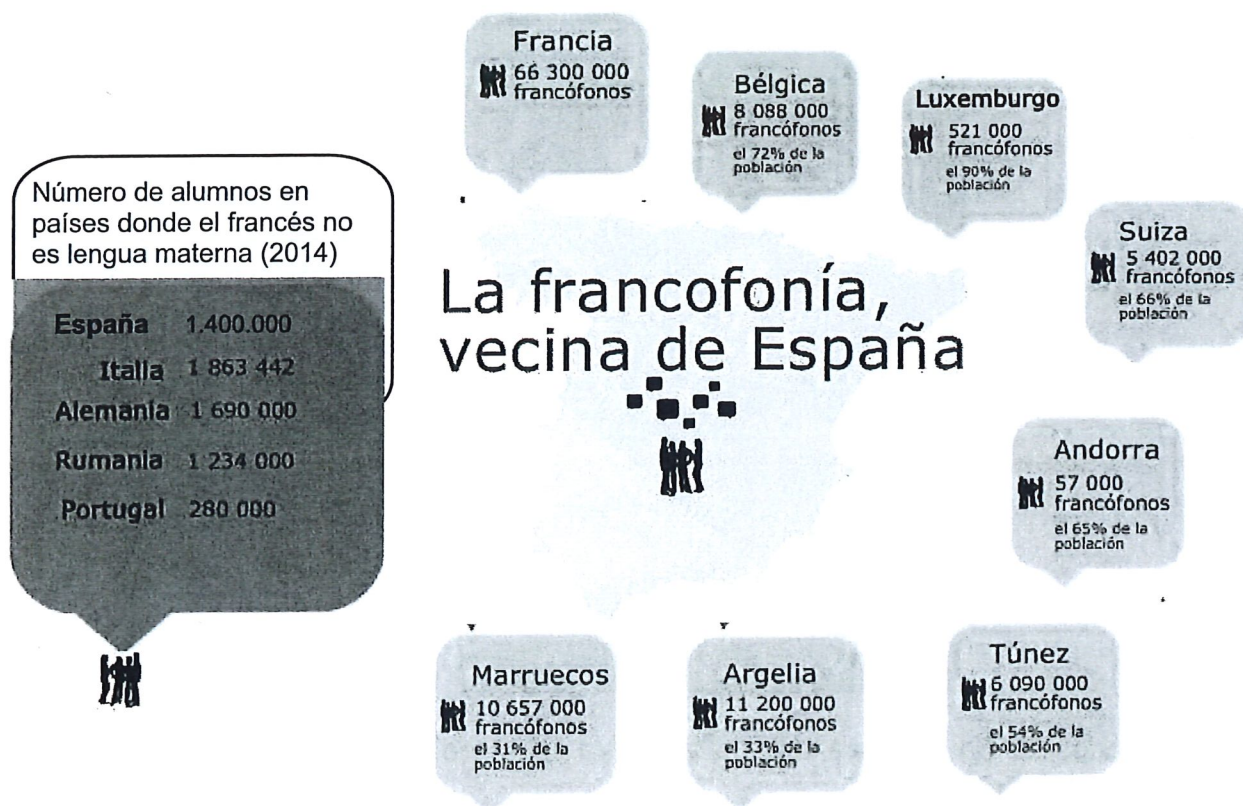 Número de alumnos en
países donde el francés no
es lengua materna (2014)
España 1.400.000
Italia 1 863 442
Alemania 1 690 000
Rumania 1 234 000
Portugal 280 000
La francofonía,
vecina de España
Francia
66 300 000
francófonos
Bélgica
8 088 000
francófonos
el 72% de la
población
Luxemburgo
521 000
francófonos
el 90% de la
población
Suiza
5 402 000
francófonos
el 66% de la
población
Andorra
57 000
francófonos
el 65% de la
población
Marruecos
10 657 000
francófonos
el 31% de la
población
Argelia
11 200 000
francófonos
el 33% de la
población
Túnez
6 090 000
francófonos
el 54% de la
población